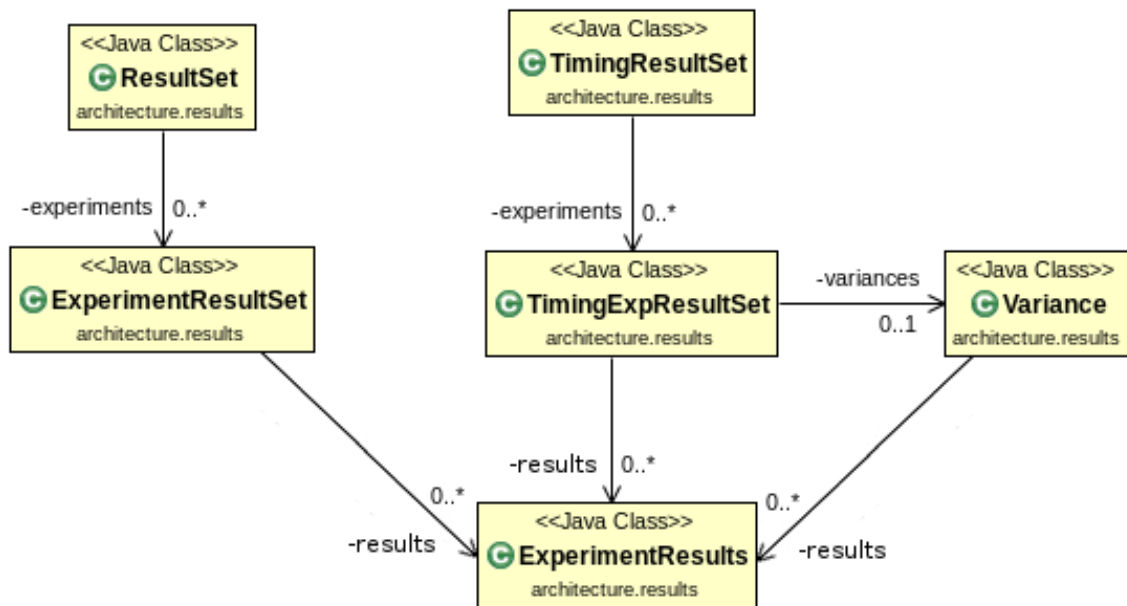 <<Java Class>>
C ResultSet
architecture.results
<<Java Class>>
C TimingResultSet
architecture.results
-experiments
0..*
-experiments
0..*
<<Java Class>>
C ExperimentResultSet
architecture.results
<<Java Class>>
C TimingExpResultSet
architecture.results
-variances
0..1
<<Java Class>>
C Variance
architecture.results
0..*
-results
-results
0..*
0..*
-results
<<Java Class>>
C ExperimentResults
architecture.results